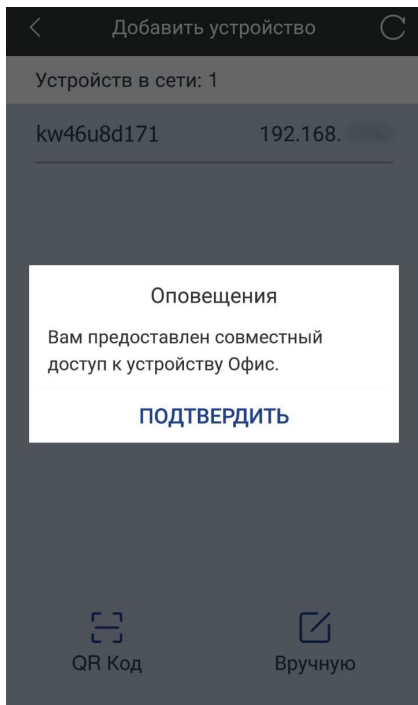 Добавить устройство
Устройств в сети: 1
kw46u8d171 192.168.
Оповещения
Вам предоставлен совместный
доступ к устройству Офис.
ПОДТВЕРДИТЬ
QR Код Вручную